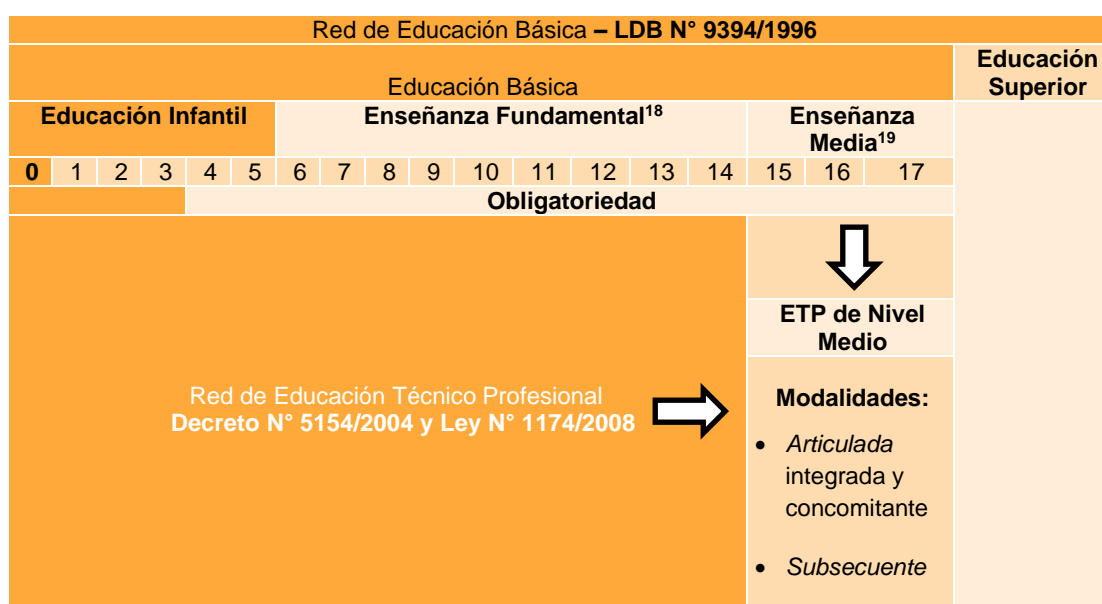 Red de Educación Básica – LDB N° 9394/1996
Educación Básica
Educación
Superior
Educación Infantil
Enseñanza Fundamental18
Enseñanza
Media19
0 1 2 3 4 5 6 7 8 9 10 11 12 13 14 15 16 17
Obligatoriedad
ETP de Nivel
Medio
Red de Educación Técnico Profesional
Decreto N° 5154/2004 y Ley N° 1174/2008
Modalidades:
• Articulada
integrada y
concomitante
• Subsecuente